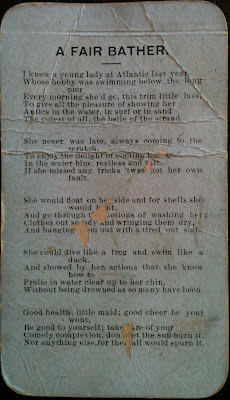 A FAIR BATHER.
I knew a young lady at Atlantic last year,
Whose hobby was swimming below the long
pier
Every morning she'd go, this trim little lass,
To give all the pleasure of showing her
Antics in the water, in surf or in sand
The cutest of all, the belle of the strand.
She never was late, always coming to the
scratch,
To enjoy the delight of cooling her
In the water blue, restless and
If she missed any tricks 'twas not her own
fault.
She would float on her side and for shells she
would hunt,
And go through the motions of washing her
Clothes out so tidy and wringing them dry,
And hanging them out with a tired out sigh.
She could dive like a frog and swim like a
duck,
And showed by her actions that she knew
how to
Frolic in water clear up to her chin,
Without being drowned as so many have been.
Good health, little maid; good cheer be your
wont,
Be good to yourself; take care of your
Comely complexion, don't let the sun burn it,
Nor anything else, for they all would spurn it.